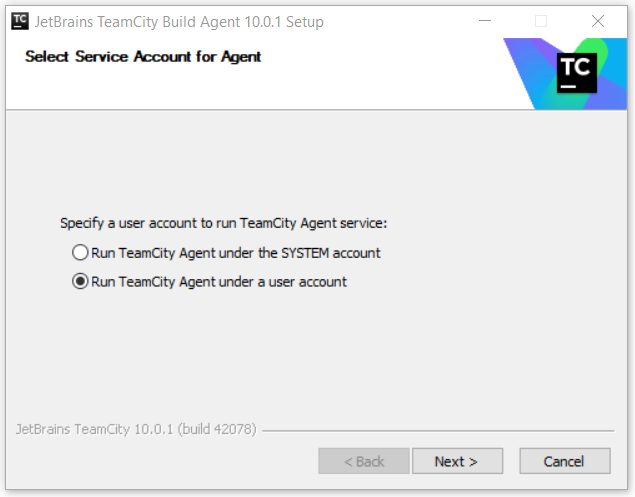 TC JetBrains TeamCity Build Agent 10.0.1 Setup
Select Service Account for Agent
TC
Specify a user account to run TeamCity Agent service:
Run TeamCity Agent under the SYSTEM account
Run TeamCity Agent under a user account
JetBrains TeamCity 10.0.1 (build 42078)
< Back Next > Cancel